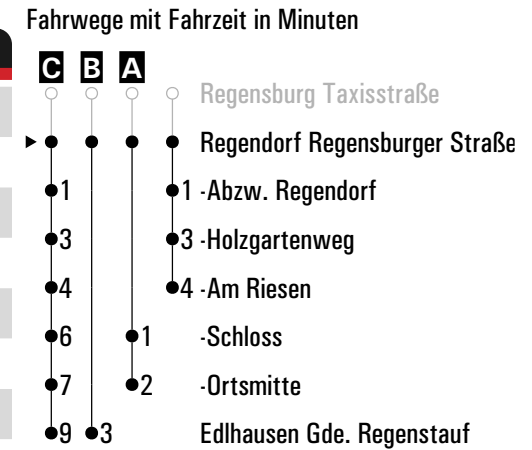 Fahrwege mit Fahrzeit in Minuten
C B A
Regensburg Taxisstraße
Regendorf Regensburger Straße
1 1 -Abzw. Regendorf
3 3 -Holzgartenweg
4 4 -Am Riesen
6 1 -Schloss
7 2 -Ortsmitte
9 3 Edlhausen Gde. Regenstauf